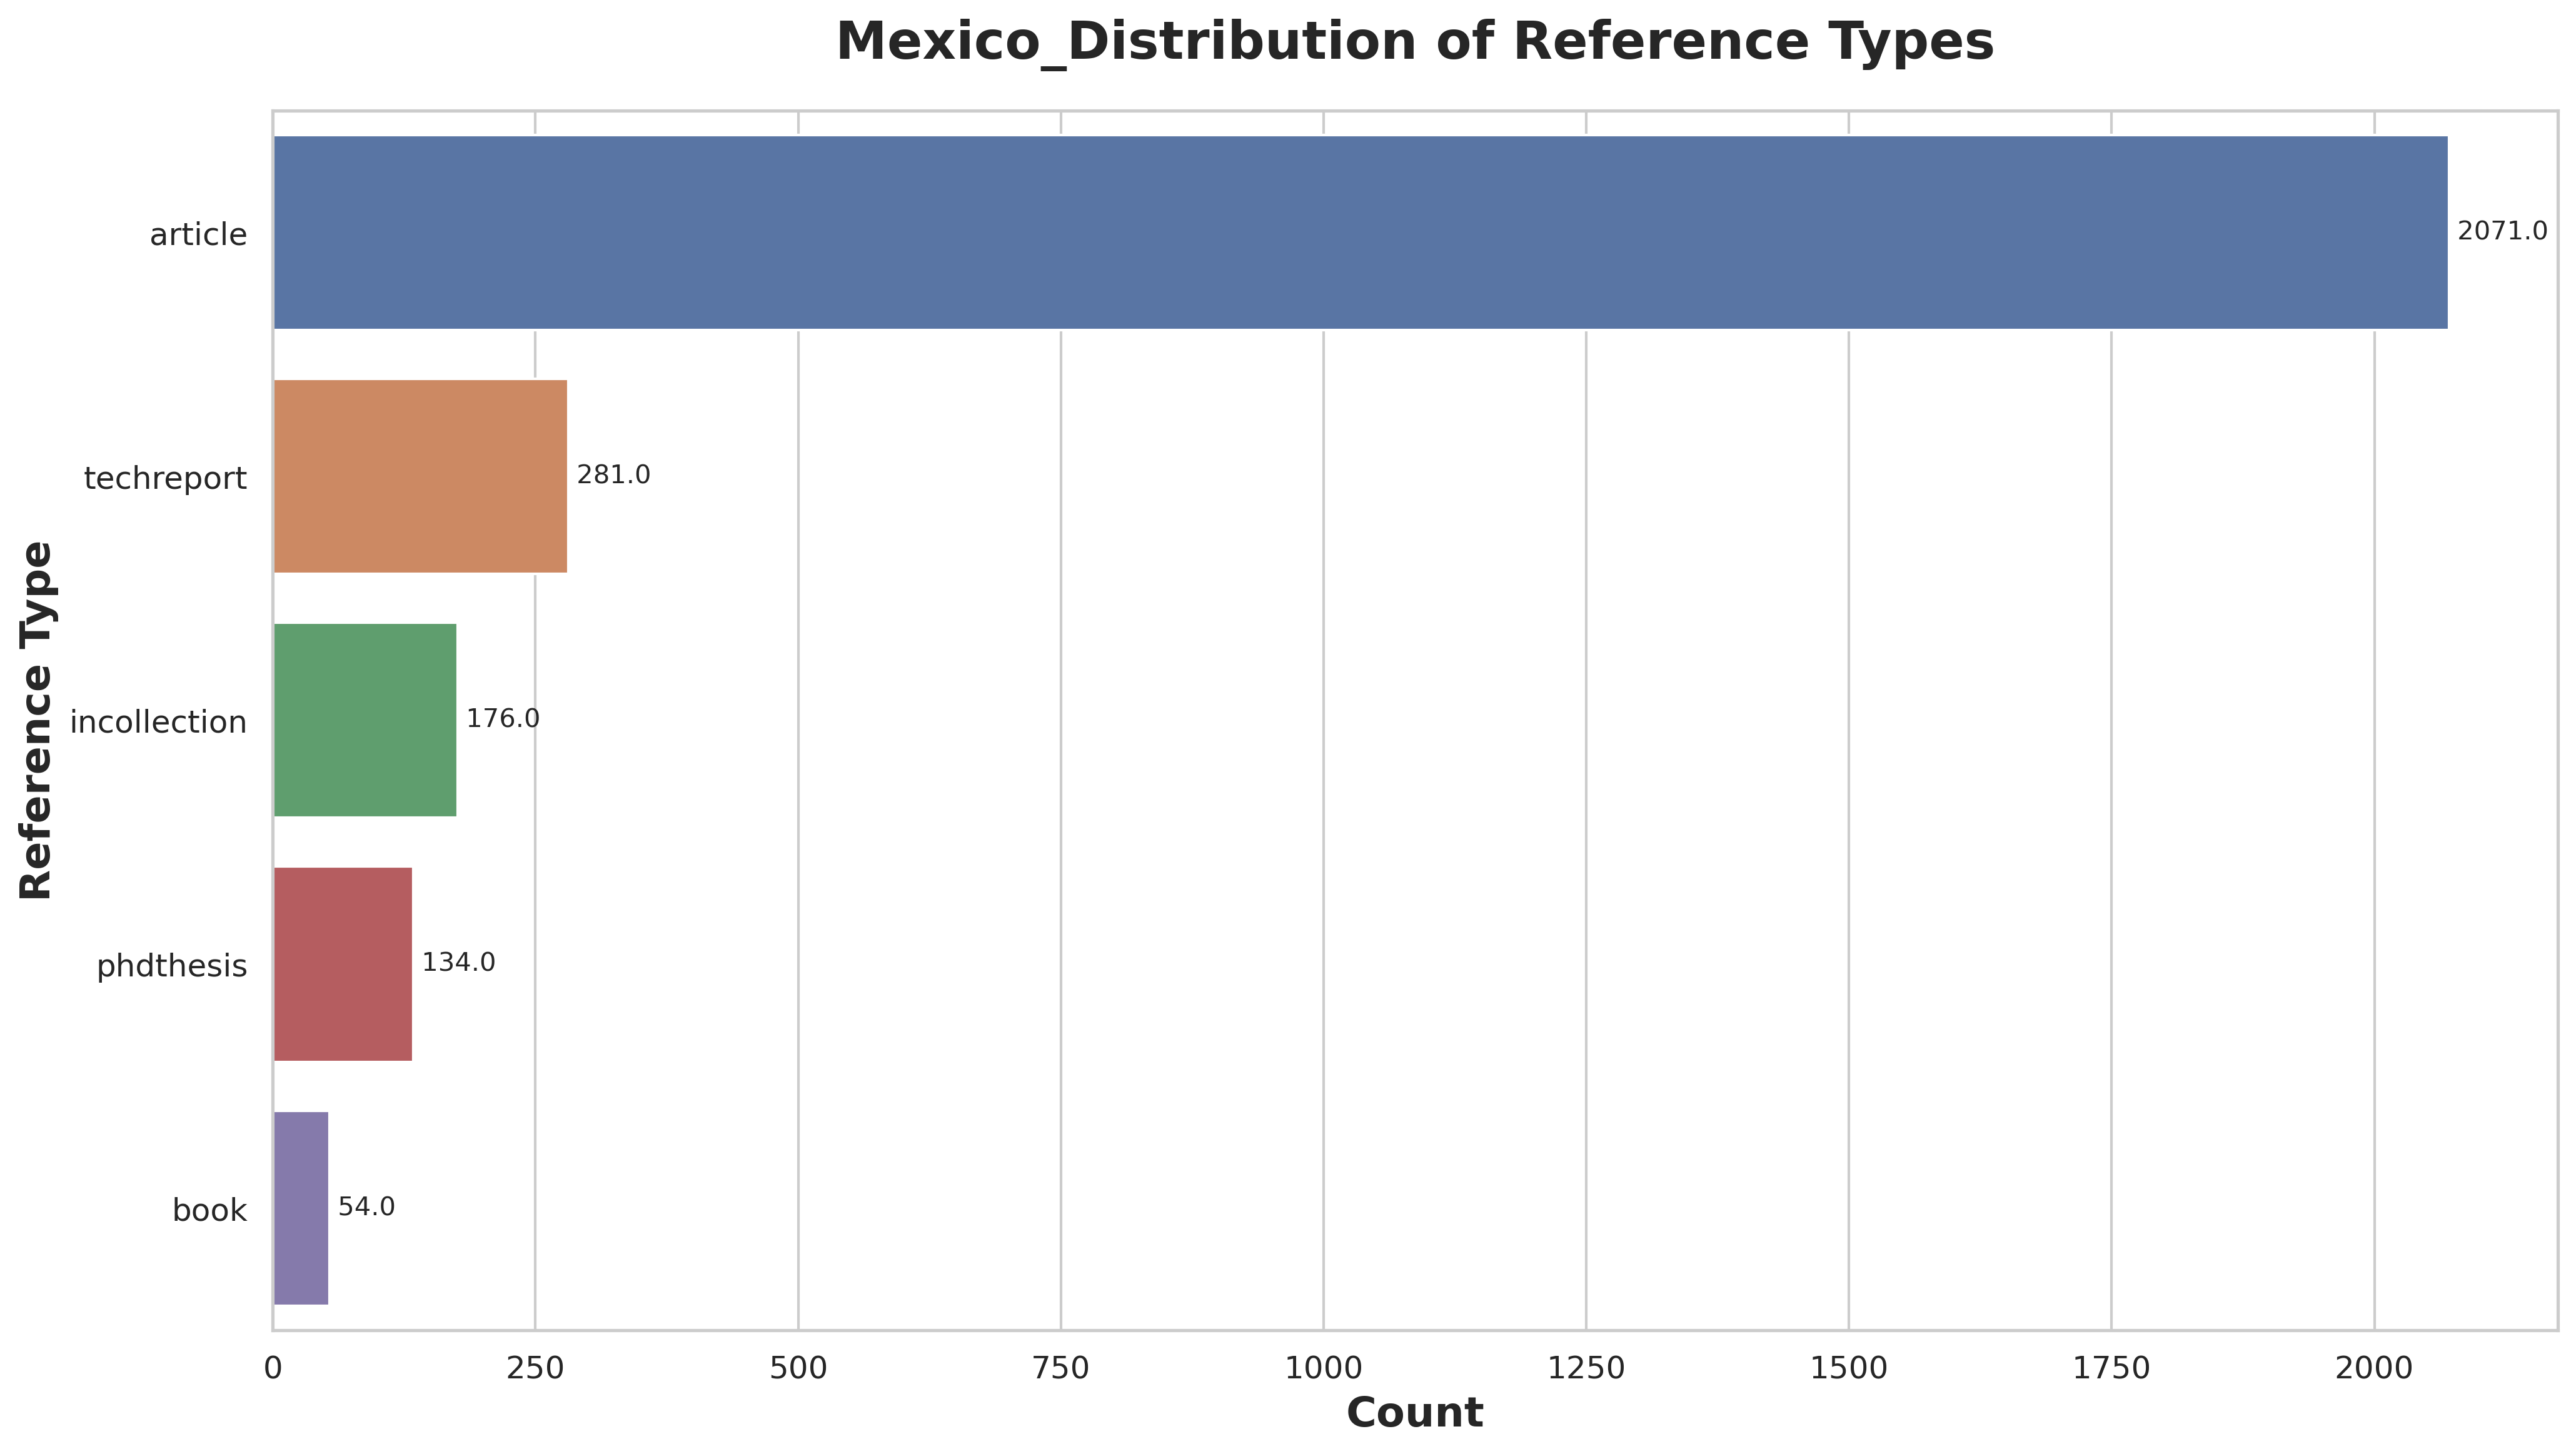 Mexico_Distribution of Reference Types
article
2071.0
techreport
281.0
incollection
176.0
phdthesis
134.0
book
54.0
Reference Type
0 250 500 750 1000 1250 1500 1750 2000
Count